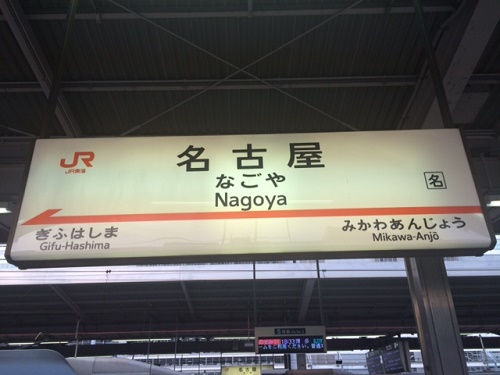 JR
JR東海
名古屋
なごや
Nagoya
名
ぎふはしま
Gifu-Hashima
みかわあんじょう
Mikawa-Anjō